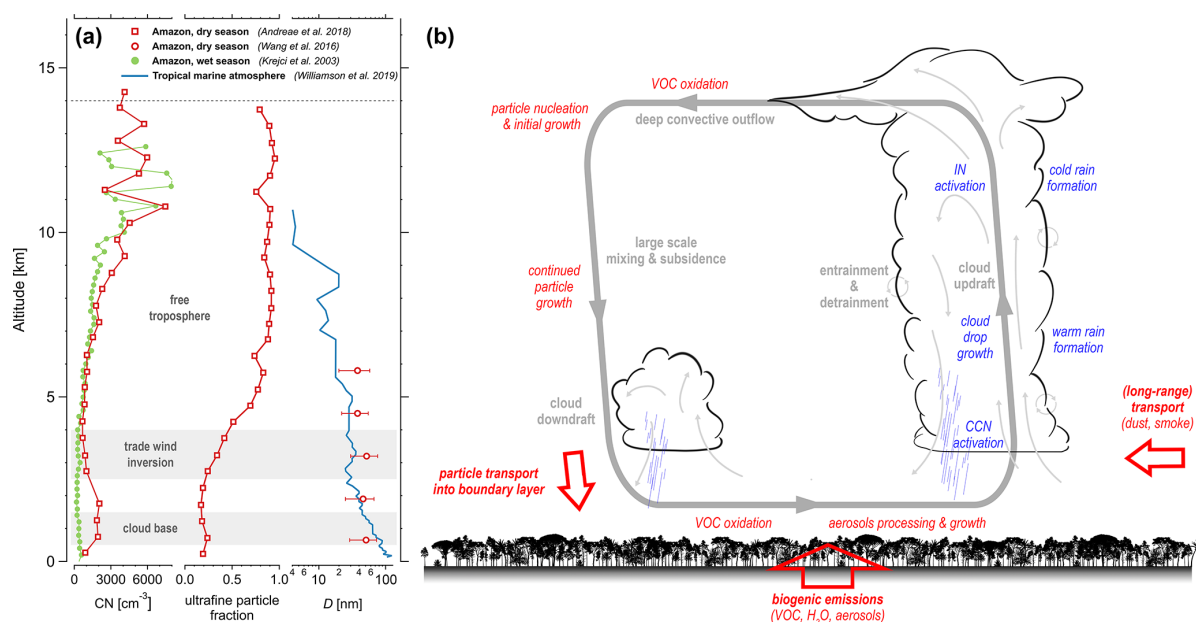 (a)
Amazon, dry season (Andreae et al. 2018)
Amazon, dry season (Wang et al. 2016)
Amazon, wet season (Krejci et al. 2003)
Tropical marine atmosphere (Williamson et al. 2019)
15
10
5
0
Altitude [km]
free
troposphere
trade wind
inversion
cloud base
0 3000 6000
CN [cm⁻³]
0.0 0.5 1.0
ultrafine particle
fraction
4 6 10 2 4 6 100
D [nm]
(b)
VOC oxidation
particle nucleation
& initial growth
deep convective outflow
IN
activation
cold rain
formation
large scale
mixing & subsidence
continued
particle
growth
entrainment
&
detrainment
cloud
updraft
cloud
drop
growth
warm rain
formation
cloud
downdraft
CCN
activation
(long-range)
transport
(dust, smoke)
particle transport
into boundary layer
VOC oxidation
aerosols processing & growth
biogenic emissions
(VOC, H₂O, aerosols)